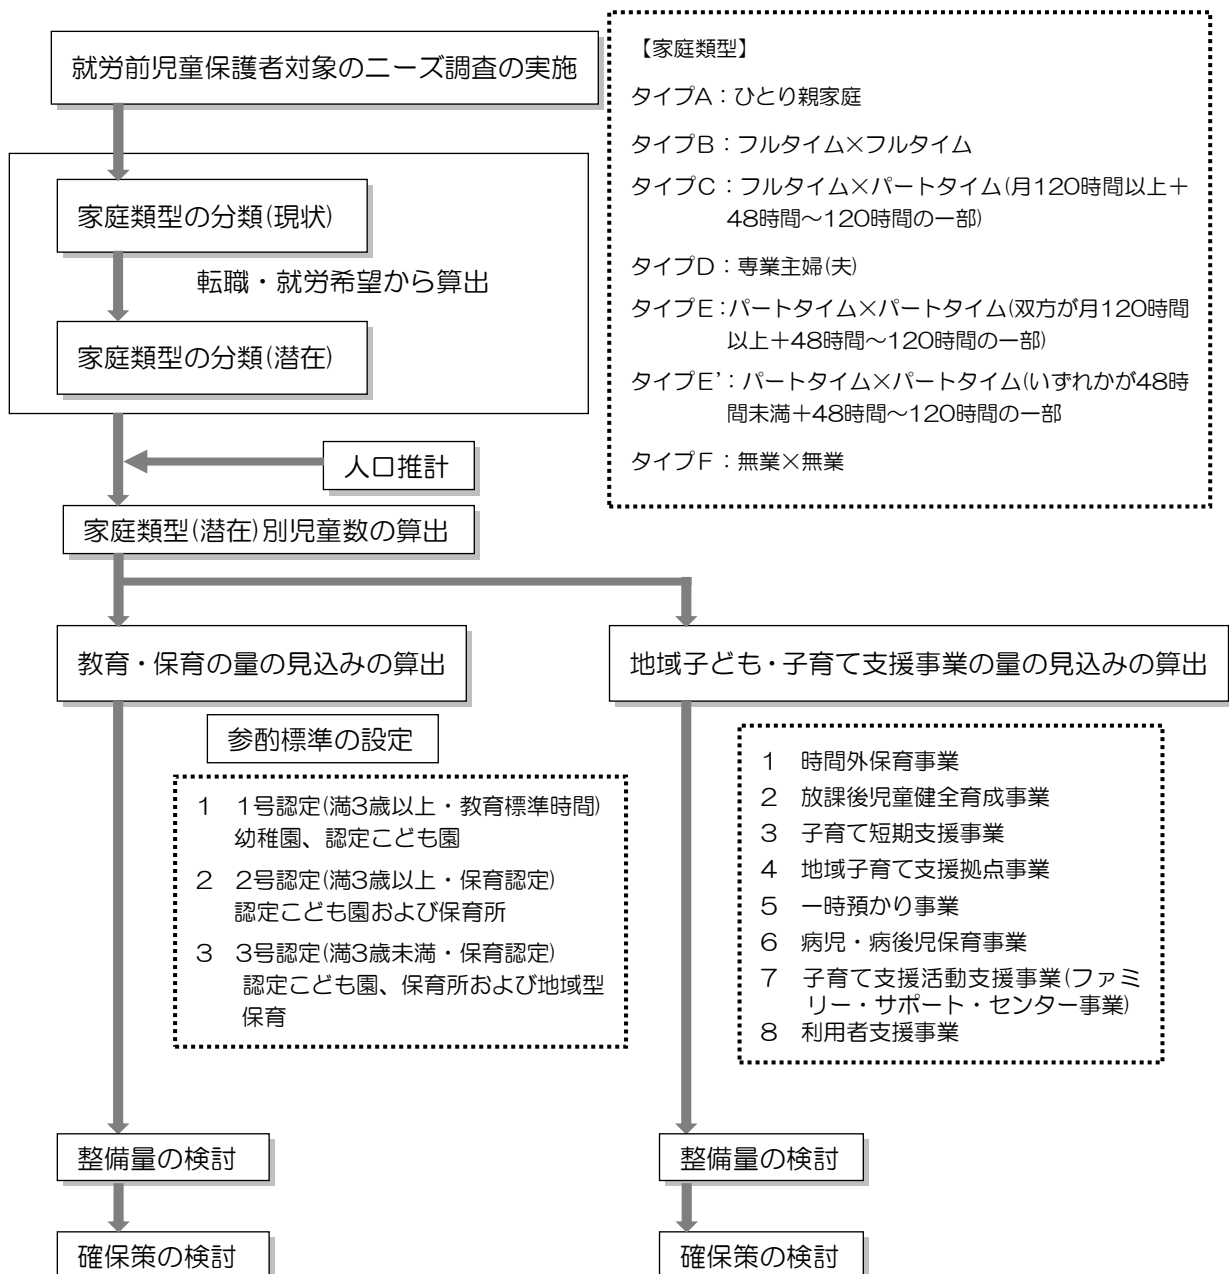 就労前児童保護者対象のニーズ調査の実施
家庭類型の分類(現状)
転職・就労希望から算出
家庭類型の分類(潜在)
人口推計
家庭類型(潜在)別児童数の算出
【家庭類型】
タイプA：ひとり親家庭
タイプB：フルタイム×フルタイム
タイプC：フルタイム×パートタイム(月120時間以上＋
48時間～120時間の一部)
タイプD：専業主婦(夫)
タイプE：パートタイム×パートタイム(双方が月120時間
以上＋48時間～120時間の一部)
タイプE’：パートタイム×パートタイム(いずれかが48時
間未満＋48時間～120時間の一部
タイプF：無業×無業
教育・保育の量の見込みの算出
参酌標準の設定
1　1号認定(満3歳以上・教育標準時間)
幼稚園、認定こども園
2　2号認定(満3歳以上・保育認定)
認定こども園および保育所
3　3号認定(満3歳未満・保育認定)
認定こども園、保育所および地域型
保育
整備量の検討
確保策の検討
地域子ども・子育て支援事業の量の見込みの算出
1　時間外保育事業
2　放課後児童健全育成事業
3　子育て短期支援事業
4　地域子育て支援拠点事業
5　一時預かり事業
6　病児・病後児保育事業
7　子育て支援活動支援事業(ファミ
リー・サポート・センター事業)
8　利用者支援事業
整備量の検討
確保策の検討